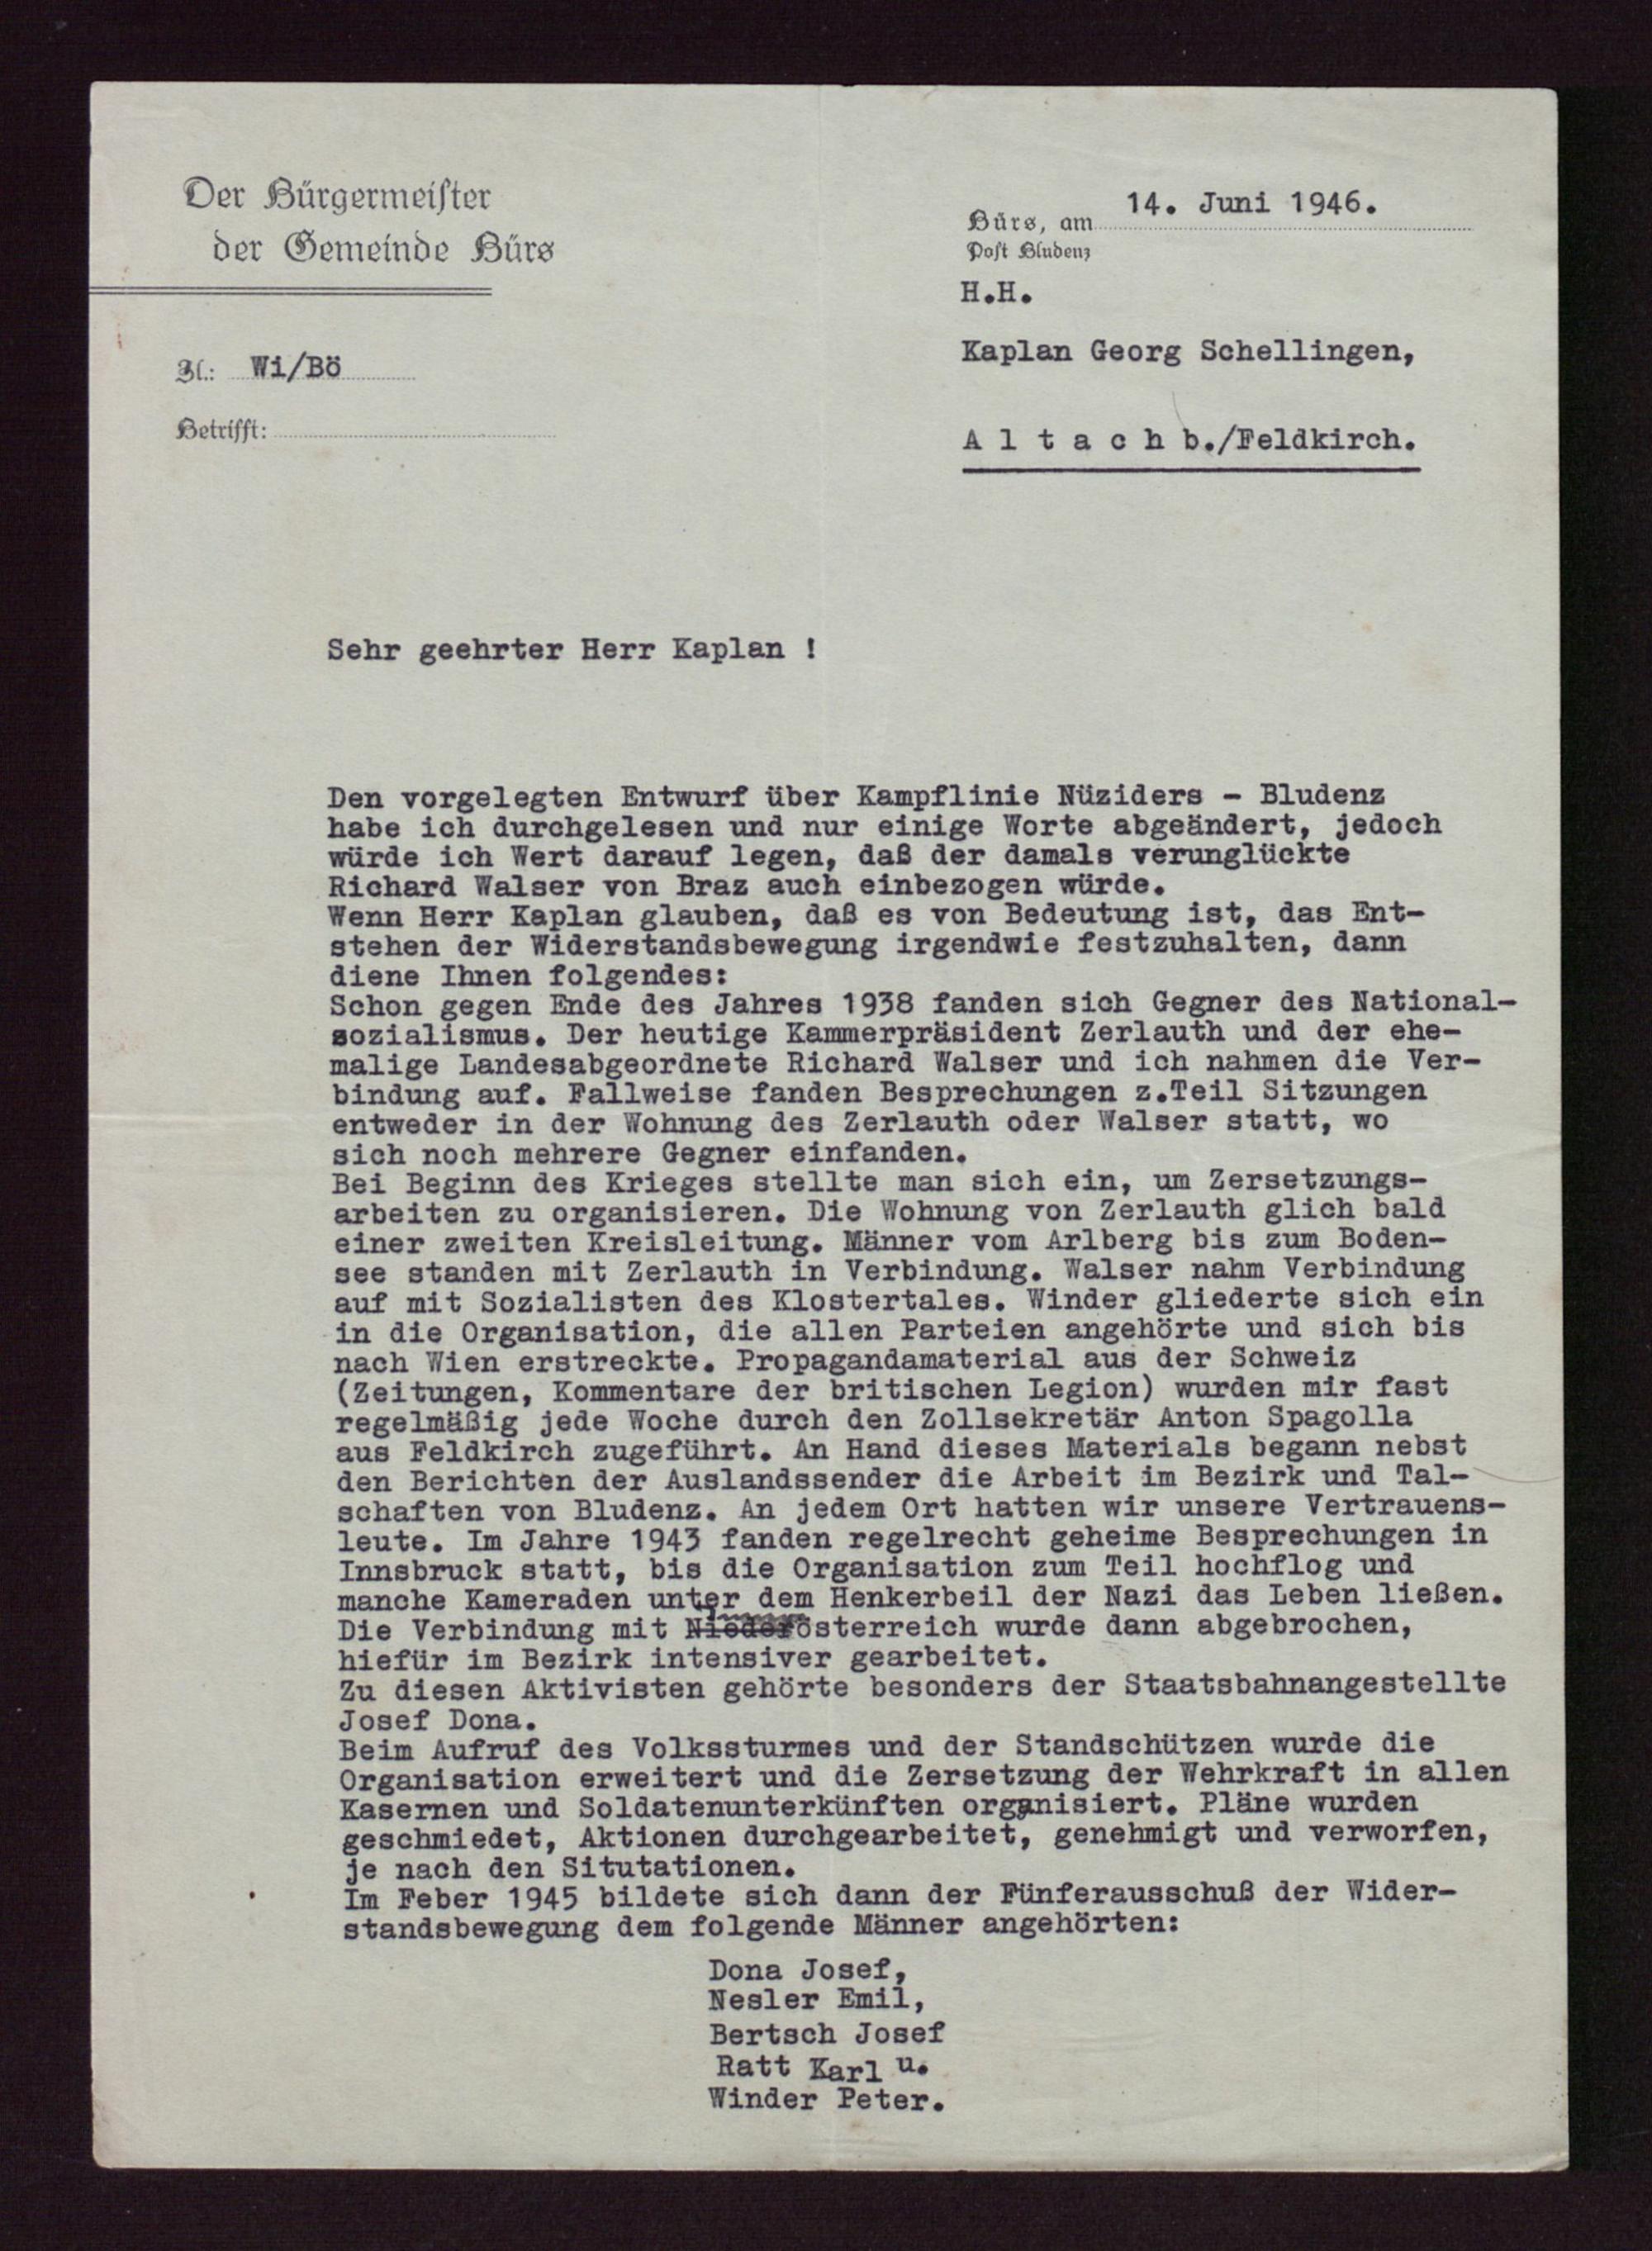 Der Bürgermeister
der Gemeinde Bürs
Bürs, am 14. Juni 1946.
Post Bludenz
H.H.
Kaplan Georg Schellingen,
Zl.: Wi/Bö
Betrifft:
A l t a c h b./Feldkirch.
Sehr geehrter Herr Kaplan !
Den vorgelegten Entwurf über Kampflinie Nüziders - Bludenz
habe ich durchgelesen und nur einige Worte abgeändert, jedoch
würde ich Wert darauf legen, daß der damals verunglückte
Richard Walser von Braz auch einbezogen würde.
Wenn Herr Kaplan glauben, daß es von Bedeutung ist, das Ent-
stehen der Widerstandsbewegung irgendwie festzuhalten, dann
diene Ihnen folgendes:
Schon gegen Ende des Jahres 1938 fanden sich Gegner des National-
sozialismus. Der heutige Kammerpräsident Zerlauth und der ehe-
malige Landesabgeordnete Richard Walser und ich nahmen die Ver-
bindung auf. Fallweise fanden Besprechungen z.Teil Sitzungen
entweder in der Wohnung des Zerlauth oder Walser statt, wo
sich noch mehrere Gegner einfanden.
Bei Beginn des Krieges stellte man sich ein, um Zersetzungs-
arbeiten zu organisieren. Die Wohnung von Zerlauth glich bald
einer zweiten Kreisleitung. Männer vom Arlberg bis zum Boden-
see standen mit Zerlauth in Verbindung. Walser nahm Verbindung
auf mit Sozialisten des Klostertales. Winder gliederte sich ein
in die Organisation, die allen Parteien angehörte und sich bis
nach Wien erstreckte. Propagandamaterial aus der Schweiz
(Zeitungen, Kommentare der britischen Legion) wurden mir fast
regelmäßig jede Woche durch den Zollsekretär Anton Spagolla
aus Feldkirch zugeführt. An Hand dieses Materials begann nebst
den Berichten der Auslandssender die Arbeit im Bezirk und Tal-
schaften von Bludenz. An jedem Ort hatten wir unsere Vertrauens-
leute. Im Jahre 1943 fanden regelrecht geheime Besprechungen in
Innsbruck statt, bis die Organisation zum Teil hochflog und
manche Kameraden unter dem Henkerbeil der Nazi das Leben ließen.
Die Verbindung mit Niederösterreich wurde dann abgebrochen,
hiefür im Bezirk intensiver gearbeitet.
Zu diesen Aktivisten gehörte besonders der Staatsbahnangestellte
Josef Dona.
Beim Aufruf des Volkssturmes und der Standschützen wurde die
Organisation erweitert und die Zersetzung der Wehrkraft in allen
Kasernen und Soldatenunterkünften organisiert. Pläne wurden
geschmiedet, Aktionen durchgearbeitet, genehmigt und verworfen,
je nach den Situtationen.
Im Feber 1945 bildete sich dann der Fünferausschuß der Wider-
standsbewegung dem folgende Männer angehörten:
Dona Josef,
Nesler Emil,
Bertsch Josef
Ratt Karl u.
Winder Peter.